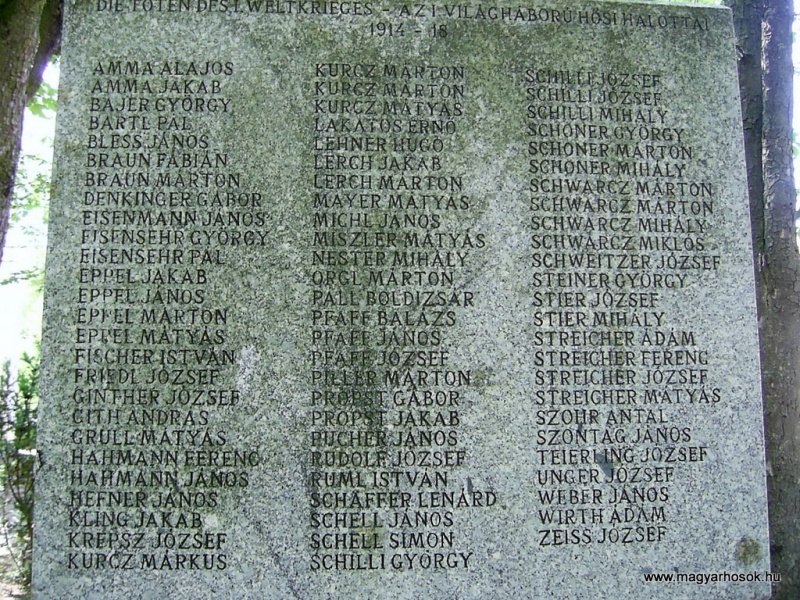 DIE TOTEN DES I. WELTKRIEGES - AZ I. VILÁGHÁBORÚ HŐSI HALOTTAI
1914 - 18
AMMA ALAJOS
AMMA JAKAB
BAJER GYÖRGY
BARTL PÁL
BLESS JÁNOS
BRAUN FÁBIÁN
BRAUN MÁRTON
DENKINGER GÁBOR
EISENMANN JÁNOS
EISENSEHR GYÖRGY
EISENSEHR PÁL
EPPEL JAKAB
EPPEL JÁNOS
EPPEL MÁRTON
EPPEL MÁTYÁS
FISCHER ISTVÁN
FRIEDL JÓZSEF
GINTHER JÓZSEF
GITH ANDRÁS
GRULL MÁTYÁS
HAHMANN FERENC
HAHMANN JÁNOS
HEFNER JÁNOS
KLING JAKAB
KREPSZ JÓZSEF
KURCZ MÁRKUS
KURCZ MÁRTON
KURCZ MÁRTON
KURCZ MÁTYÁS
LAKATOS ERNŐ
LEHNER HUGÓ
LERCH JAKAB
LERCH MÁRTON
MAYER MÁTYÁS
MICHL JÁNOS
MISZLER MÁTYÁS
NESTER MIHÁLY
ORGL MÁRTON
PALL BOLDIZSÁR
PFAFF BALÁZS
PFAFF JÁNOS
PFAFF JÓZSEF
PILLER MÁRTON
PROPST GÁBOR
PROPST JAKAB
PUCHER JÁNOS
RUDOLF JÓZSEF
RUML ISTVÁN
SCHÄFFER LENÁRD
SCHELL JÁNOS
SCHELL SIMON
SCHILLI GYÖRGY
SCHILLI JÓZSEF
SCHILLI JÓZSEF
SCHILLI MIHÁLY
SCHÖNER GYÖRGY
SCHÖNER MÁRTON
SCHÖNER MIHÁLY
SCHWARCZ MÁRTON
SCHWARCZ MÁRTON
SCHWARCZ MIHÁLY
SCHWARCZ MIKLÓS
SCHWEITZER JÓZSEF
STEINER GYÖRGY
STIER JÓZSEF
STIER MIHÁLY
STREICHER ÁDÁM
STREICHER FERENC
STREICHER JÓZSEF
STREICHER MÁTYÁS
SZOHR ANTAL
SZONTÁG JÁNOS
TEIERLING JÓZSEF
UNGER JÓZSEF
WEBER JÁNOS
WIRTH ÁDÁM
ZEISS JÓZSEF
www.magyarhosok.hu